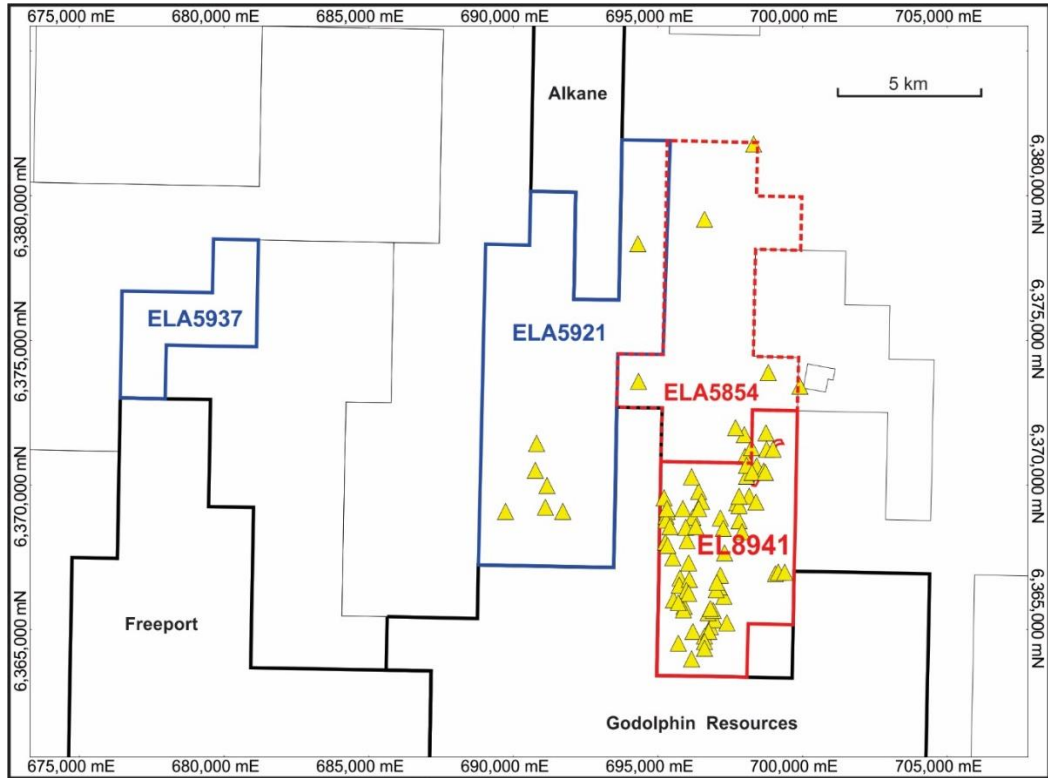 675,000 mE 680,000 mE 685,000 mE 690,000 mE 695,000 mE 700,000 mE 705,000 mE
5 km
Alkane
6,380,000 mN
6,380,000 mN
ELA5937
ELA5921
6,375,000 mN
6,375,000 mN
ELA5854
6,370,000 mN
6,370,000 mN
EL8941
Freeport
6,365,000 mN
6,365,000 mN
Godolphin Resources
675,000 mE 680,000 mE 685,000 mE 690,000 mE 695,000 mE 700,000 mE 705,000 mE